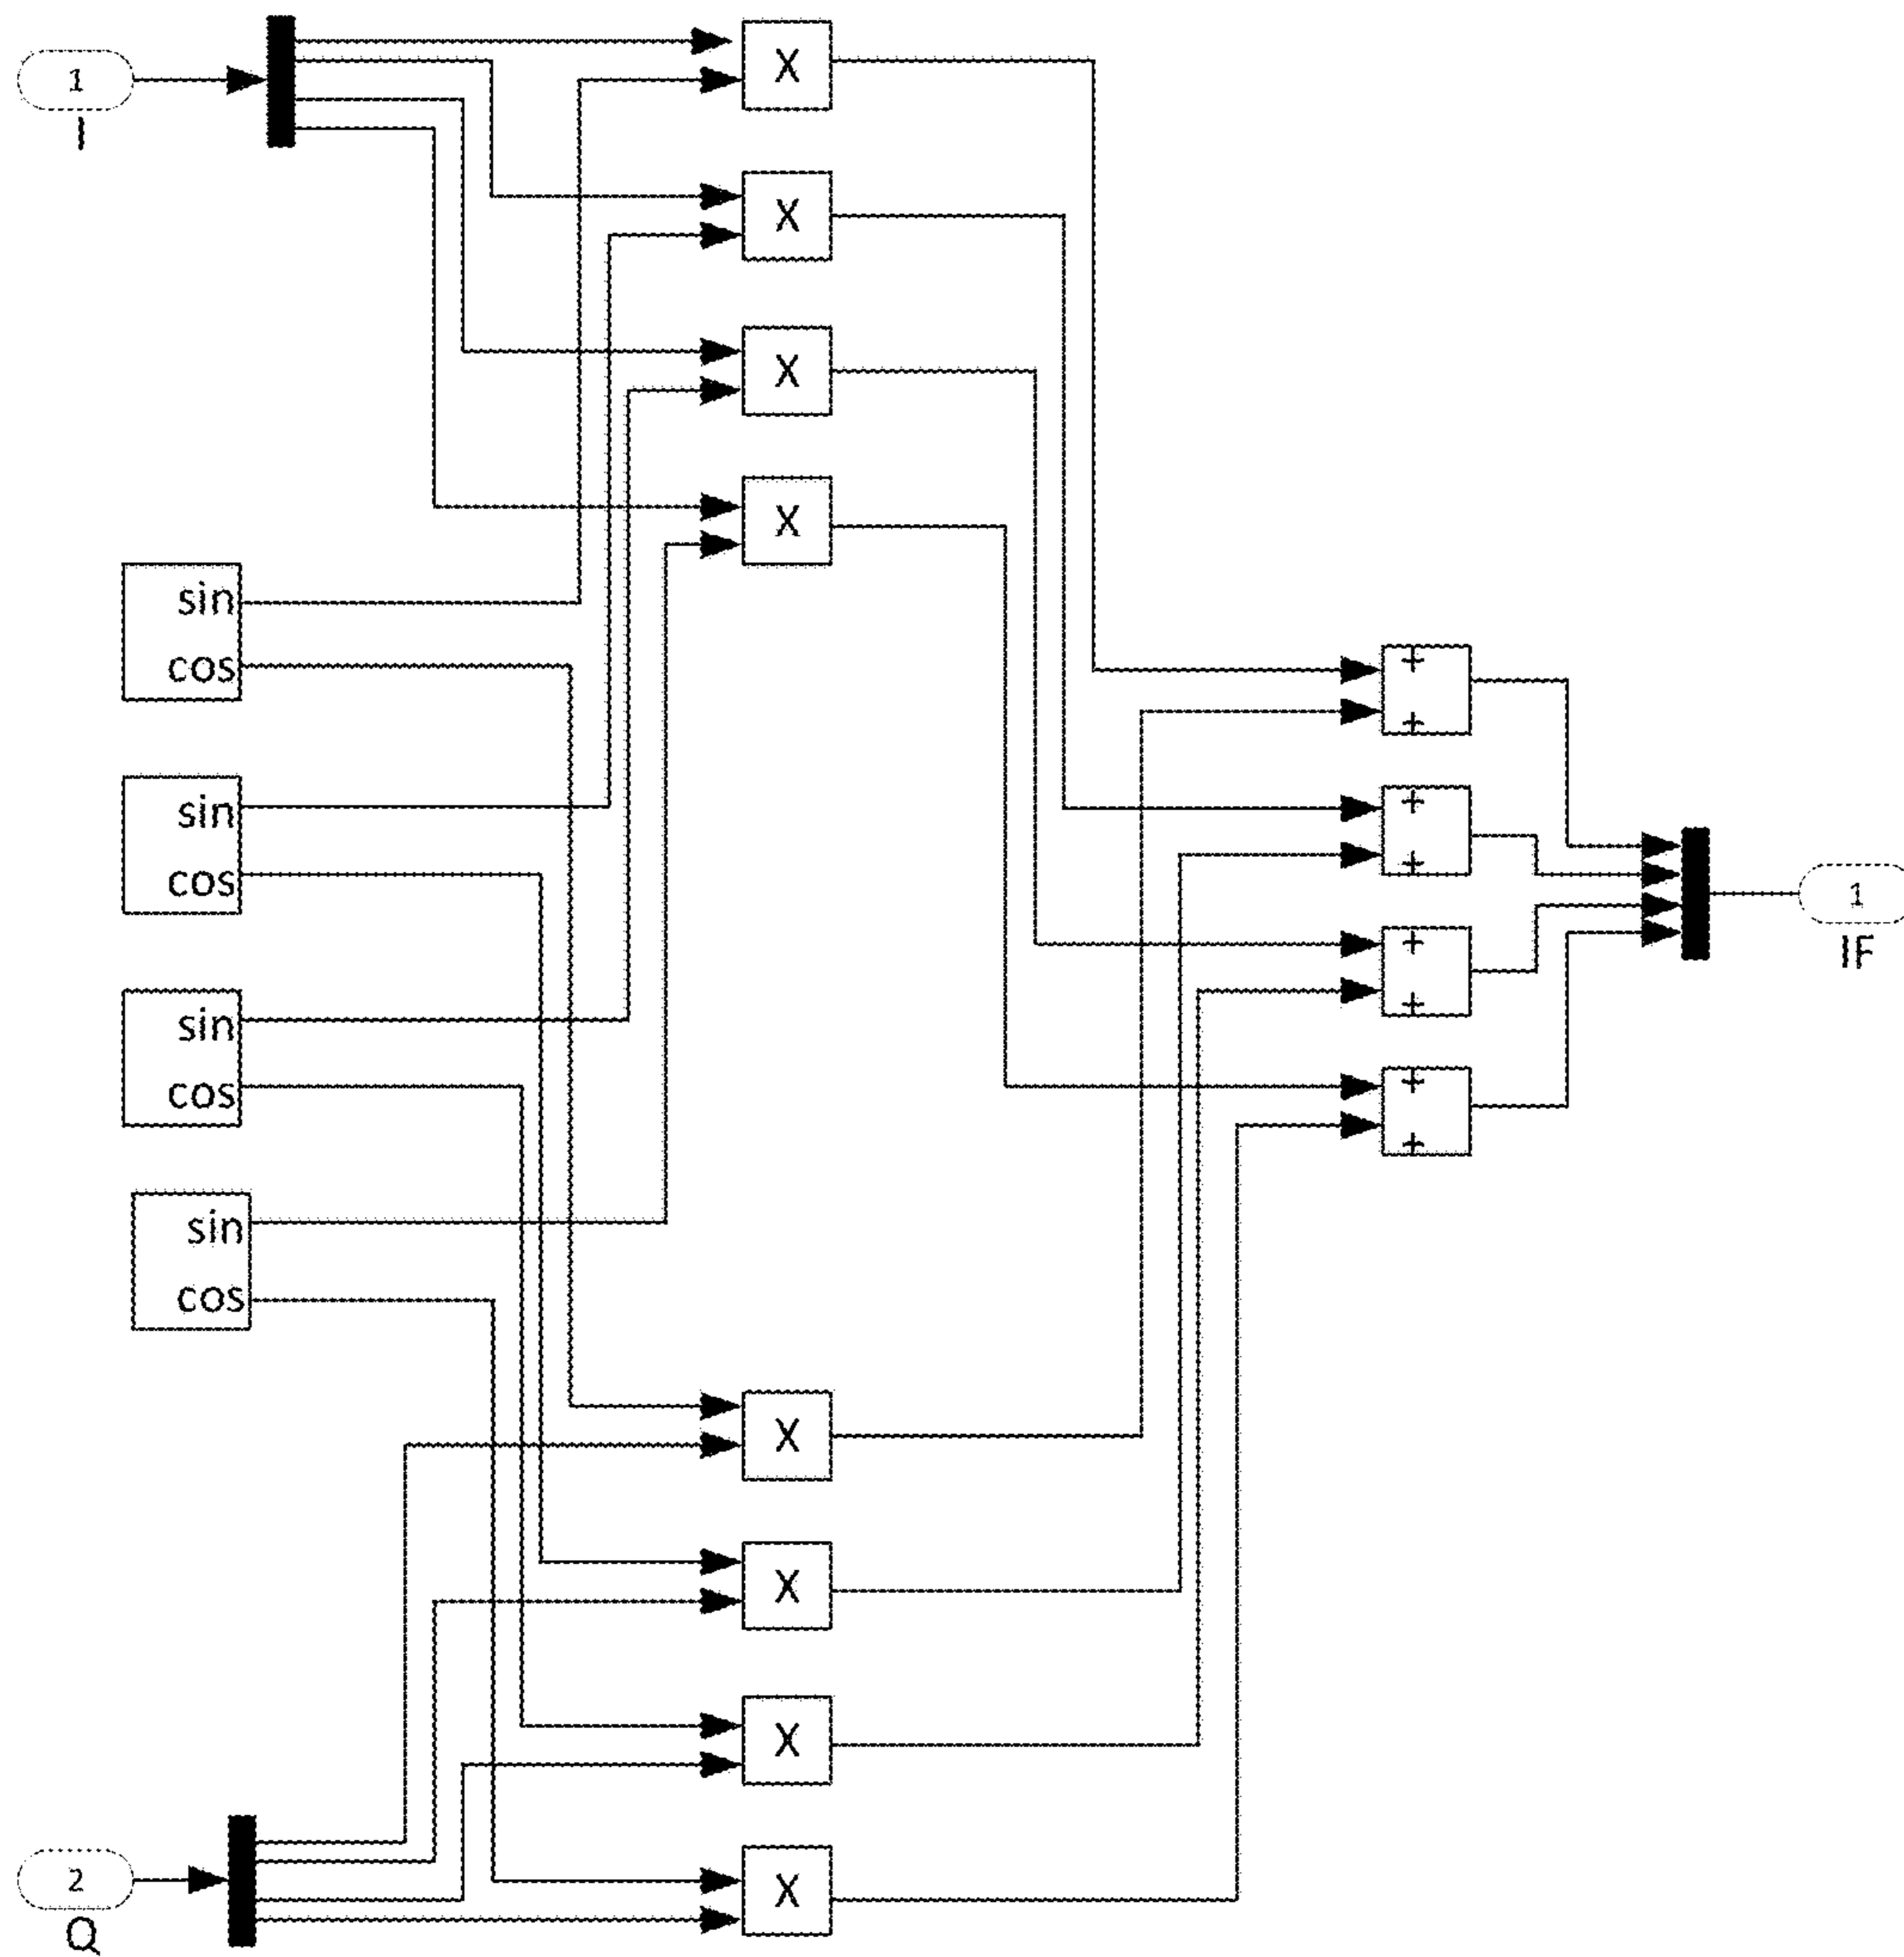 1
I
X
X
X
X
sin
cos
sin
cos
sin
cos
sin
cos
+
+
+
+
+
+
+
+
1
IF
X
X
X
X
2
Q